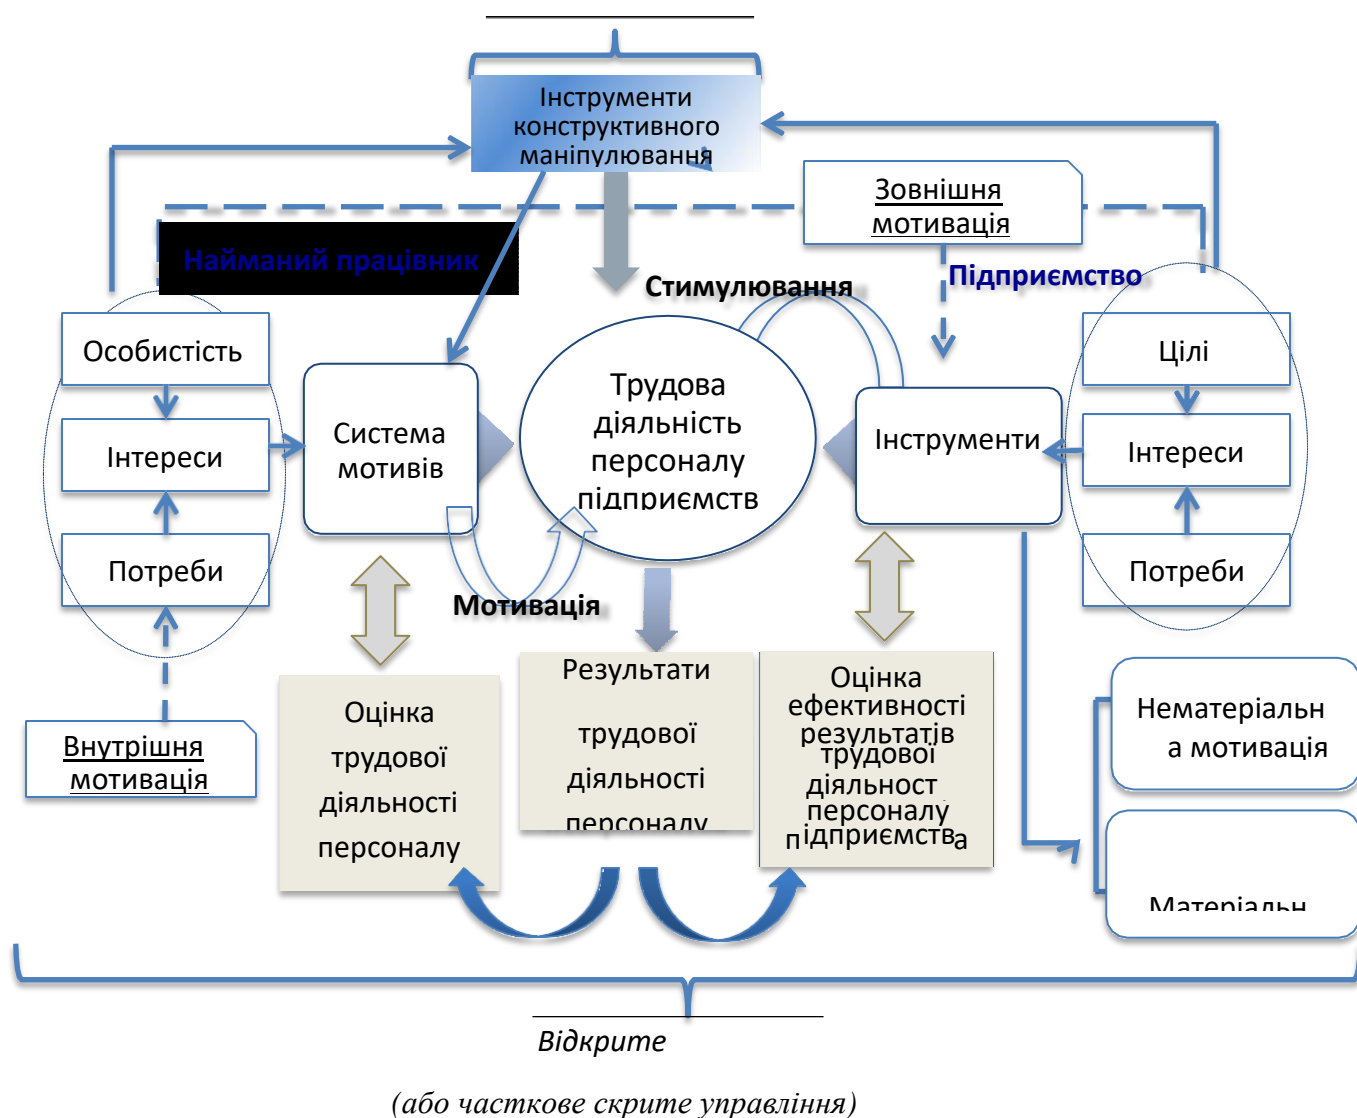 Інструменти
конструктивного
маніпулювання
Зовнішня
мотивація
Найманий працівник
Підприємство
Стимулювання
Особистість
Інтереси
Потреби
Система
мотивів
Трудова
діяльність
персоналу
підприємств
Інструменти
Цілі
Інтереси
Потреби
Мотивація
Внутрішня
мотивація
Оцінка
трудової
діяльності
персоналу
Результати
трудової
діяльності
персоналу
Оцінка
ефективності
результатів
трудової
діяльност
персоналу
підприємства
Нематеріальн
а мотивація
Матеріальн
Відкрите
(або часткове скрите управління)